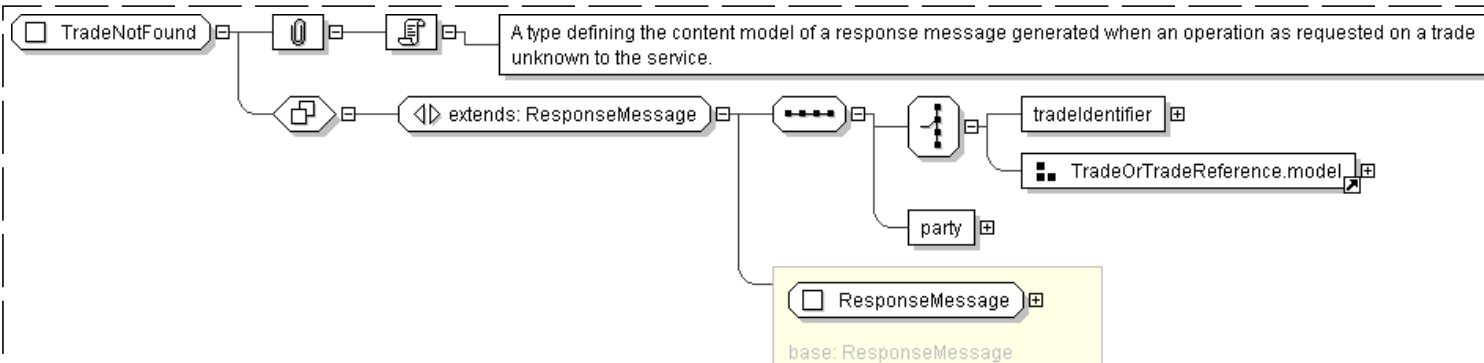 TradeNotFound
A type defining the content model of a response message generated when an operation as requested on a trade
unknown to the service.
extends: ResponseMessage
tradeIdentifier
TradeOrTradeReference.model
party
ResponseMessage
base: ResponseMessage